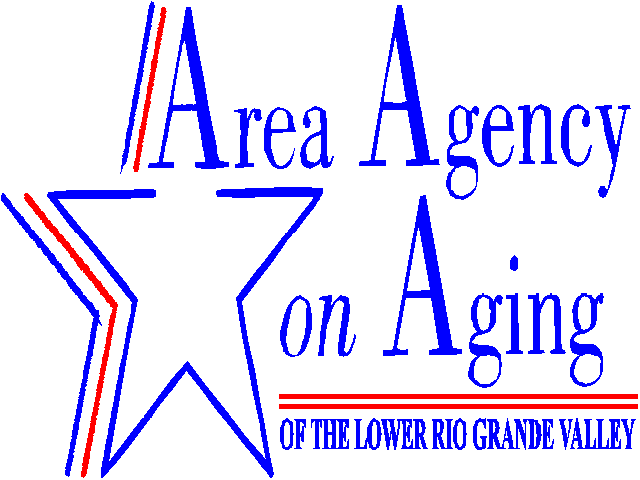 Area Agency
on Aging
OF THE LOWER RIO GRANDE VALLEY